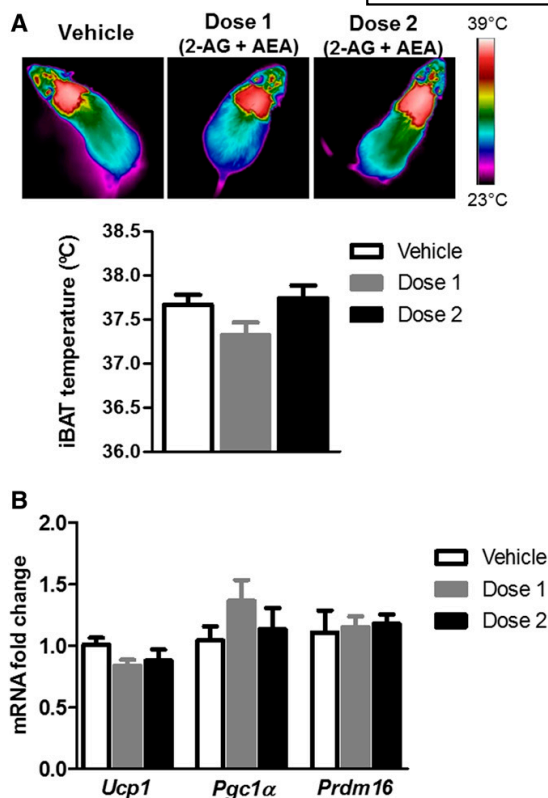 A
Vehicle
Dose 1
(2-AG + AEA)
Dose 2
(2-AG + AEA)
39°C
23°C
iBAT temperature (ºC)
38.5
38.0
37.5
37.0
36.5
36.0
Vehicle
Dose 1
Dose 2
B
mRNA fold change
2.0
1.5
1.0
0.5
0.0
Ucp1
Pgc1α
Prdm16
Vehicle
Dose 1
Dose 2